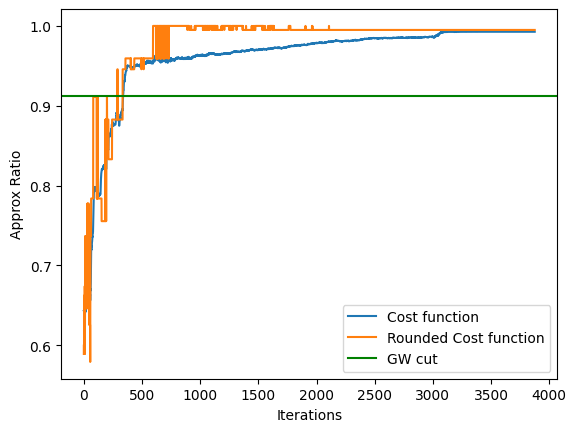 1.0
0.9
0.8
0.7
0.6
Approx Ratio
Cost function
Rounded Cost function
GW cut
0 500 1000 1500 2000 2500 3000 3500 4000
Iterations